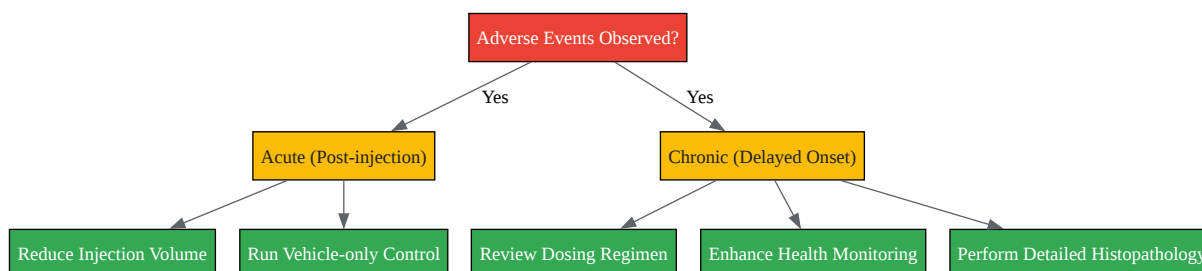 Adverse Events Observed?
Yes
Yes
Acute (Post-injection)
Chronic (Delayed Onset)
Reduce Injection Volume
Run Vehicle-only Control
Review Dosing Regimen
Enhance Health Monitoring
Perform Detailed Histopathology